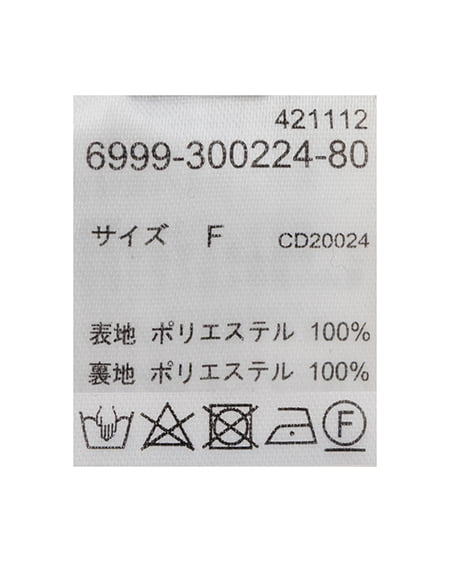 421112
6999-300224-80
サイズ F CD20024
表地 ポリエステル 100%
裏地 ポリエステル 100%
F